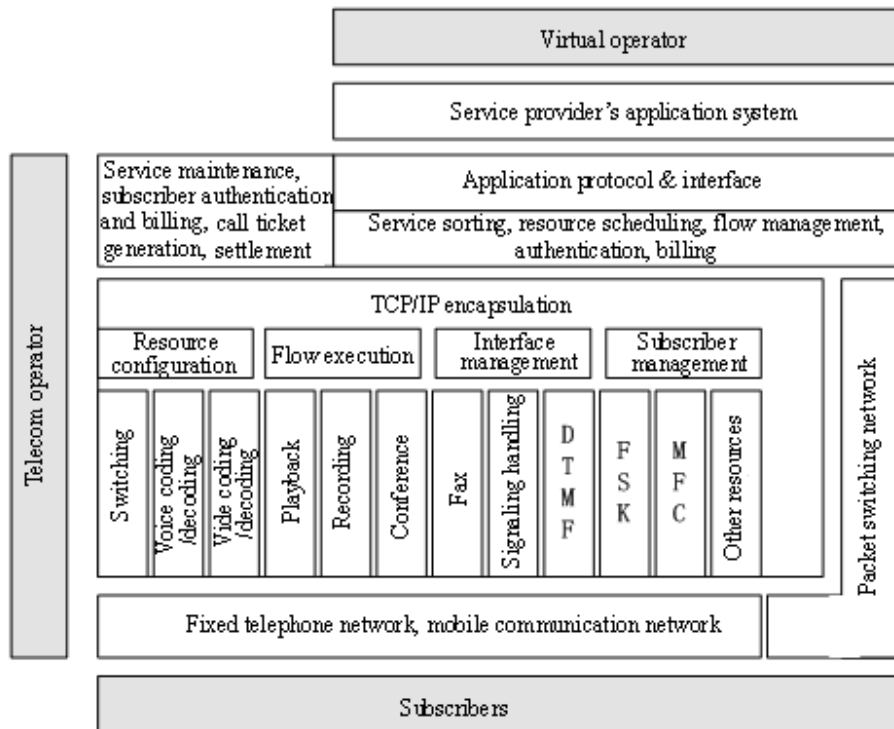 Virtual operator
Service provider's application system
Service maintenance,
subscriber authentication
and billing, call ticket
generation, settlement
Application protocol & interface
Service sorting, resource scheduling, flow management,
authentication, billing
Telecom operator
TCP/IP encapsulation
Resource
configuration
Flow execution
Interface
management
Subscriber
management
Switching
Voice coding
/decoding
Wide coding
/decoding
Playback
Recording
Conference
Fax
Signaling handling
D
T
M
F
F
S
K
M
F
C
Other resources
Packet switching network
Fixed telephone network, mobile communication network
Subscribers